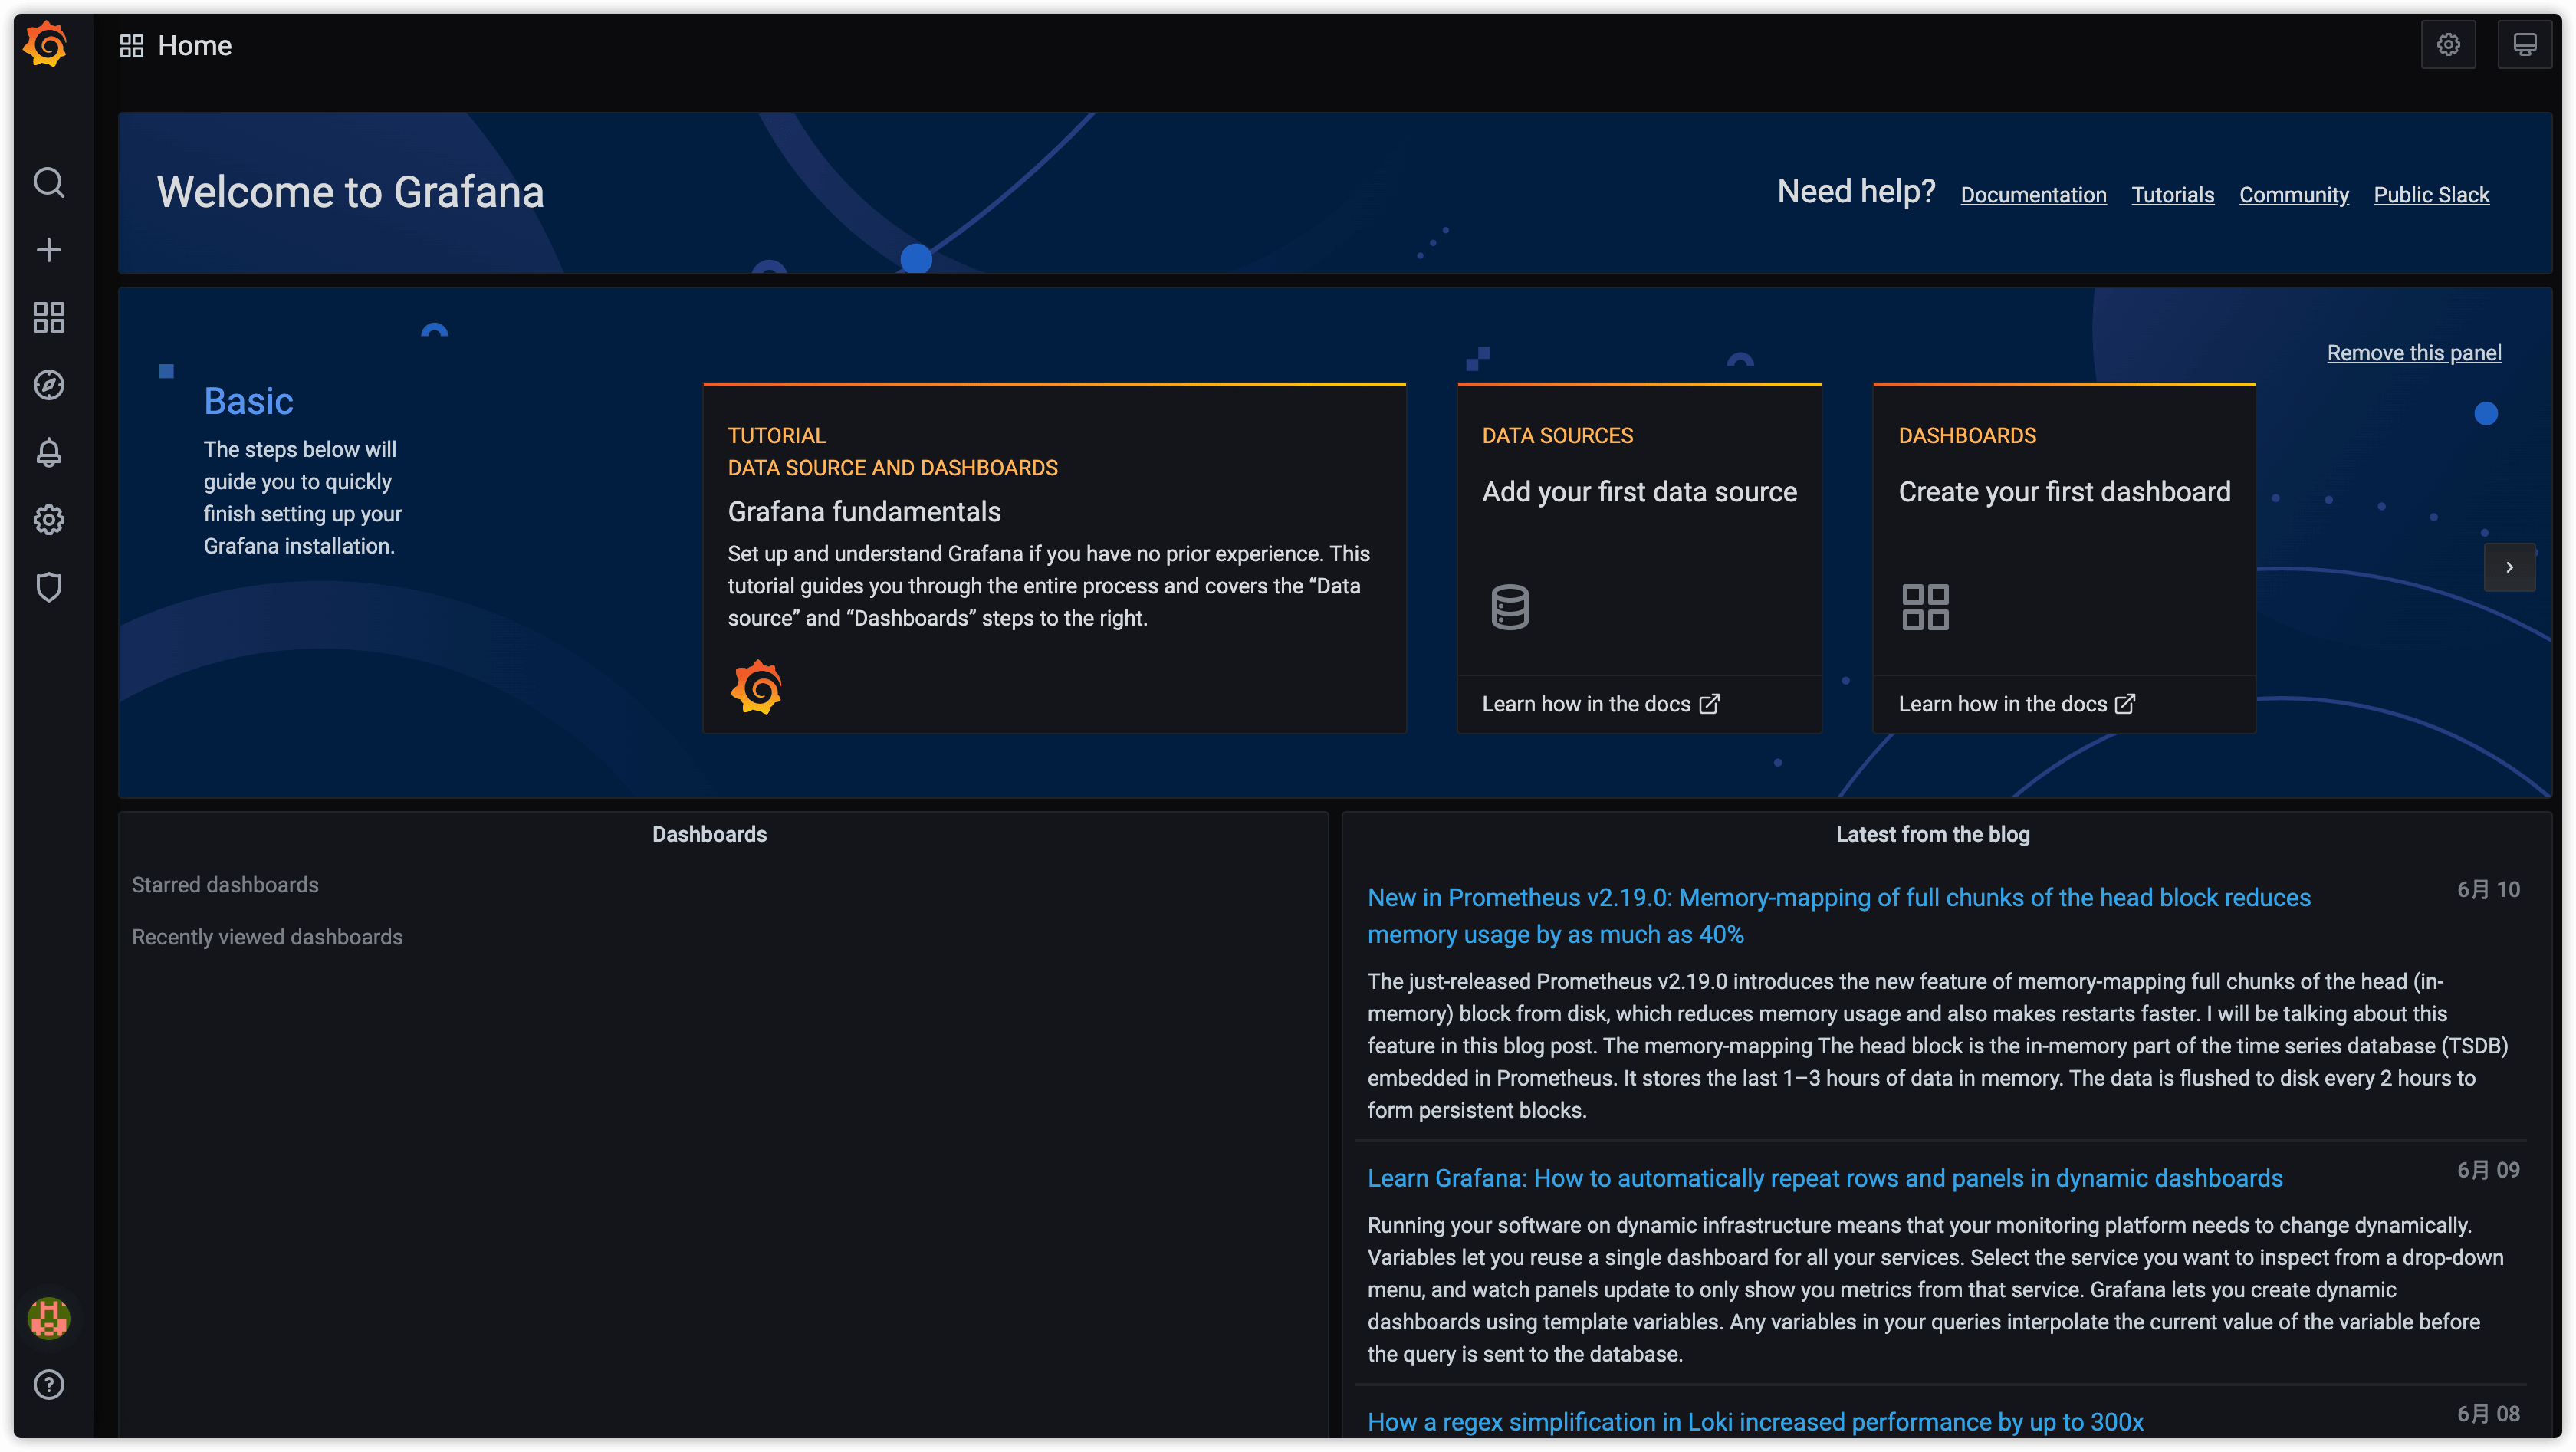 Home
Welcome to Grafana
Need help? Documentation Tutorials Community Public Slack
Remove this panel
Basic
The steps below will
guide you to quickly
finish setting up your
Grafana installation.
TUTORIAL
DATA SOURCE AND DASHBOARDS
Grafana fundamentals
Set up and understand Grafana if you have no prior experience. This
tutorial guides you through the entire process and covers the “Data
source” and “Dashboards” steps to the right.
DATA SOURCES
Add your first data source
Learn how in the docs
DASHBOARDS
Create your first dashboard
Learn how in the docs
Dashboards
Starred dashboards
Recently viewed dashboards
Latest from the blog
New in Prometheus v2.19.0: Memory-mapping of full chunks of the head block reduces
memory usage by as much as 40%
6月 10
The just-released Prometheus v2.19.0 introduces the new feature of memory-mapping full chunks of the head (in-
memory) block from disk, which reduces memory usage and also makes restarts faster. I will be talking about this
feature in this blog post. The memory-mapping The head block is the in-memory part of the time series database (TSDB)
embedded in Prometheus. It stores the last 1–3 hours of data in memory. The data is flushed to disk every 2 hours to
form persistent blocks.
Learn Grafana: How to automatically repeat rows and panels in dynamic dashboards
6月 09
Running your software on dynamic infrastructure means that your monitoring platform needs to change dynamically.
Variables let you reuse a single dashboard for all your services. Select the service you want to inspect from a drop-down
menu, and watch panels update to only show you metrics from that service. Grafana lets you create dynamic
dashboards using template variables. Any variables in your queries interpolate the current value of the variable before
the query is sent to the database.
How a regex simplification in Loki increased performance by up to 300x
6月 08